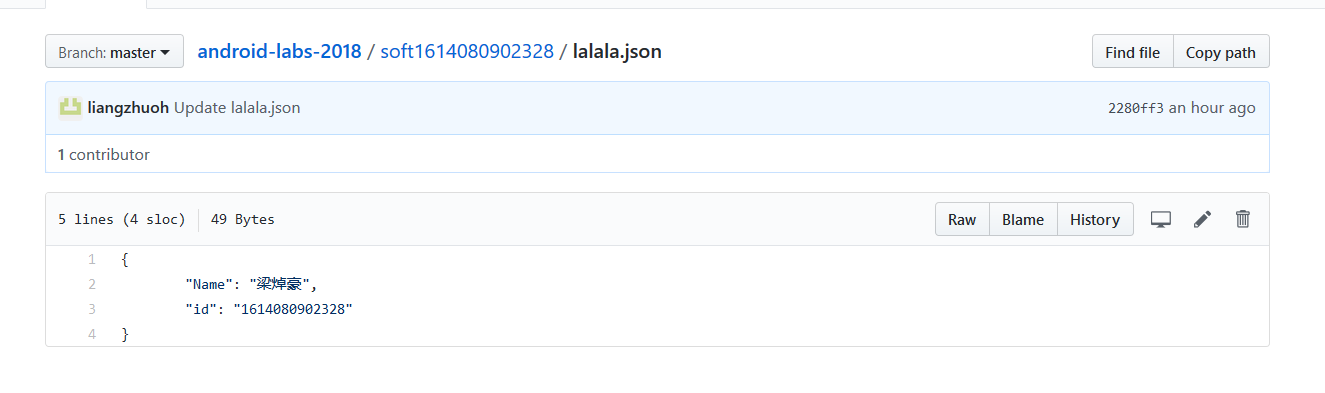 Branch: master android-labs-2018 / soft1614080902328 / lalala.json Find file Copy path
liangzhuoh Update lalala.json 2280ff3 an hour ago
1 contributor
5 lines (4 sloc) 49 Bytes Raw Blame History
1 {
2 "Name": "梁焯豪",
3 "id": "1614080902328"
4 }